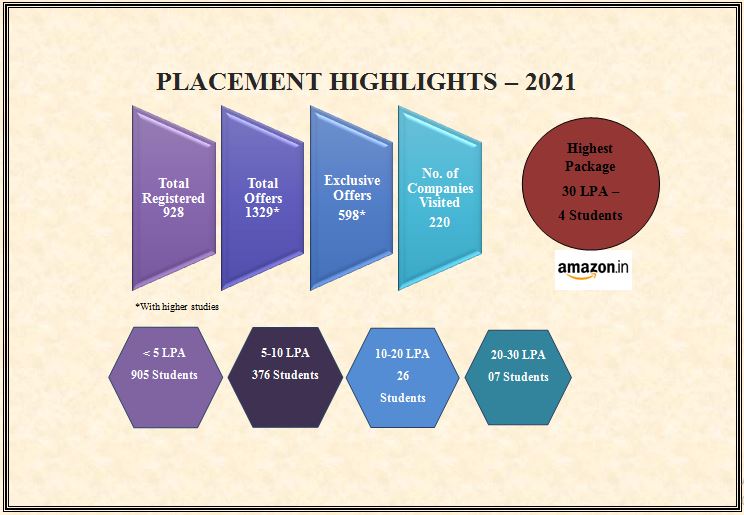 PLACEMENT HIGHLIGHTS – 2021
Total
Registered
928
Total
Offers
1329*
Exclusive
Offers
598*
No. of
Companies
Visited
220
Highest
Package
30 LPA –
4 Students
amazon.in
*With higher studies
< 5 LPA
905 Students
5-10 LPA
376 Students
10-20 LPA
26
Students
20-30 LPA
07 Students